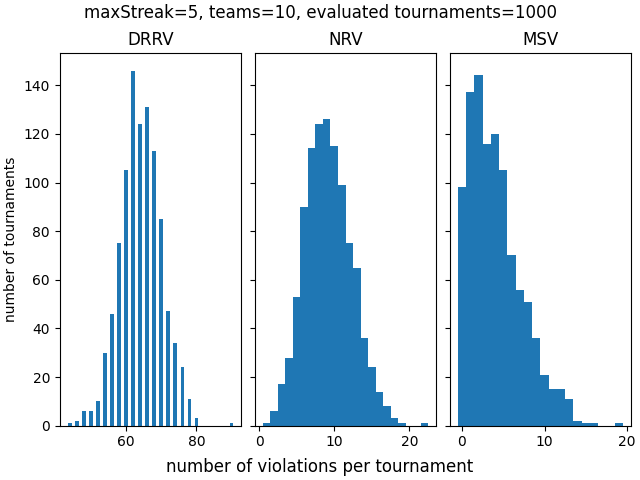 maxStreak=5, teams=10, evaluated tournaments=1000
DRRV NRV MSV
number of tournaments
140
120
100
80
60
40
20
0
60 80 0 10 20 0 10 20
number of violations per tournament